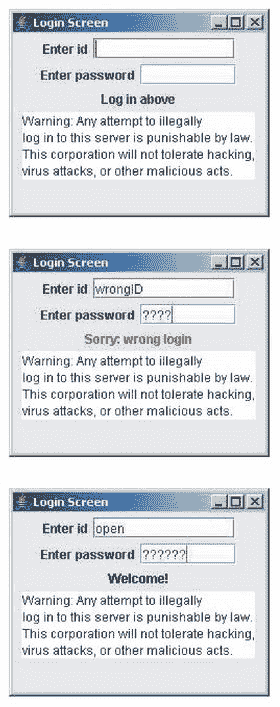 Login Screen
Enter id
Enter password
Log in above
Warning: Any attempt to illegally
log in to this server is punishable by law.
This corporation will not tolerate hacking,
virus attacks, or other malicious acts.
Login Screen
Enter id wrongID
Enter password ????
Sorry: wrong login
Warning: Any attempt to illegally
log in to this server is punishable by law.
This corporation will not tolerate hacking,
virus attacks, or other malicious acts.
Login Screen
Enter id open
Enter password ??????
Welcome!
Warning: Any attempt to illegally
log in to this server is punishable by law.
This corporation will not tolerate hacking,
virus attacks, or other malicious acts.